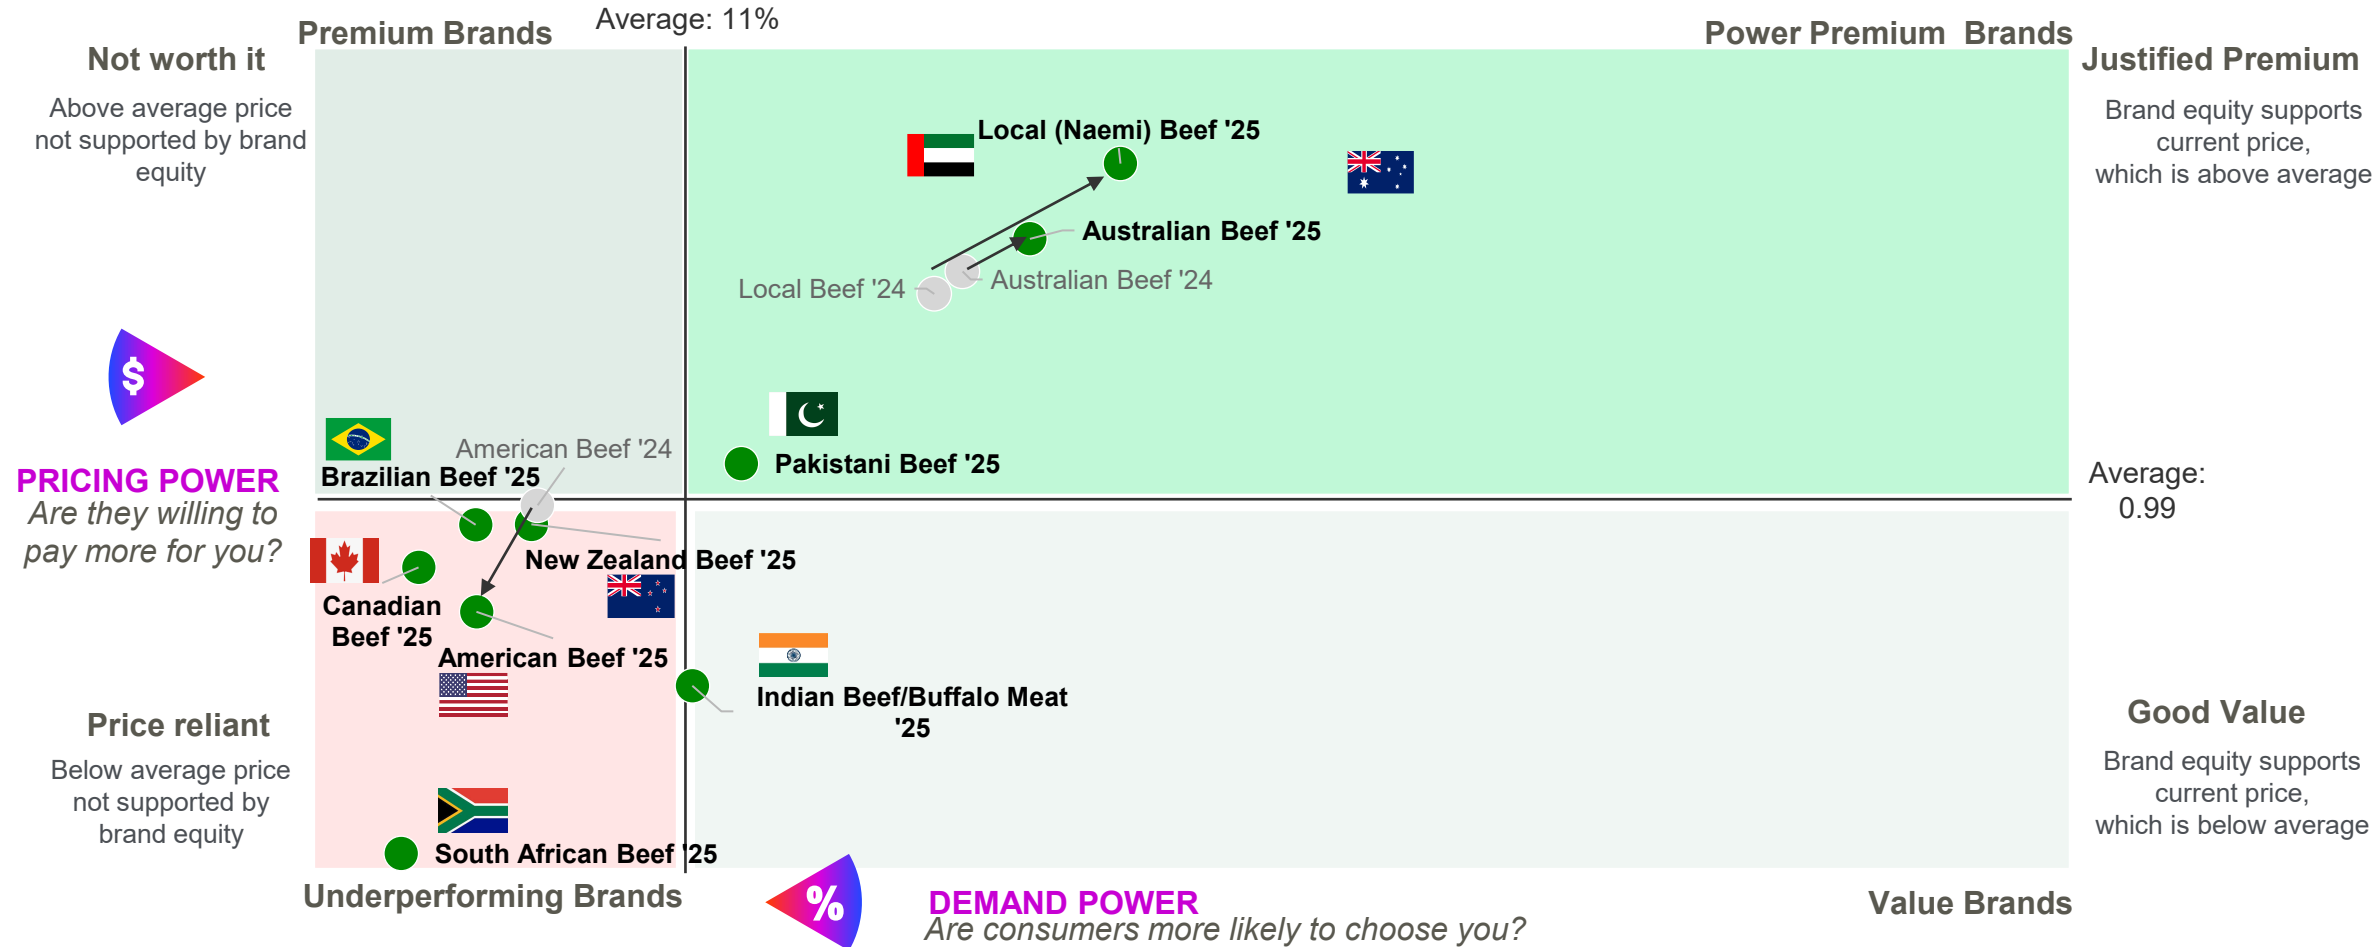 Average: 11%
Premium Brands
Power Premium  Brands
Not worth it
Above average price
not supported by brand
equity
Justified Premium
Brand equity supports
current price,
which is above average
Local (Naemi) Beef '25
Australian Beef '25
Local Beef '24
Australian Beef '24
$
American Beef '24
Brazilian Beef '25
Pakistani Beef '25
PRICING POWER
Are they willing to
pay more for you?
Average:
0.99
New Zealand Beef '25
Canadian
Beef '25
American Beef '25
Indian Beef/Buffalo Meat
'25
Price reliant
Below average price
not supported by
brand equity
Good Value
Brand equity supports
current price,
which is below average
South African Beef '25
Underperforming Brands
%
DEMAND POWER
Are consumers more likely to choose you?
Value Brands